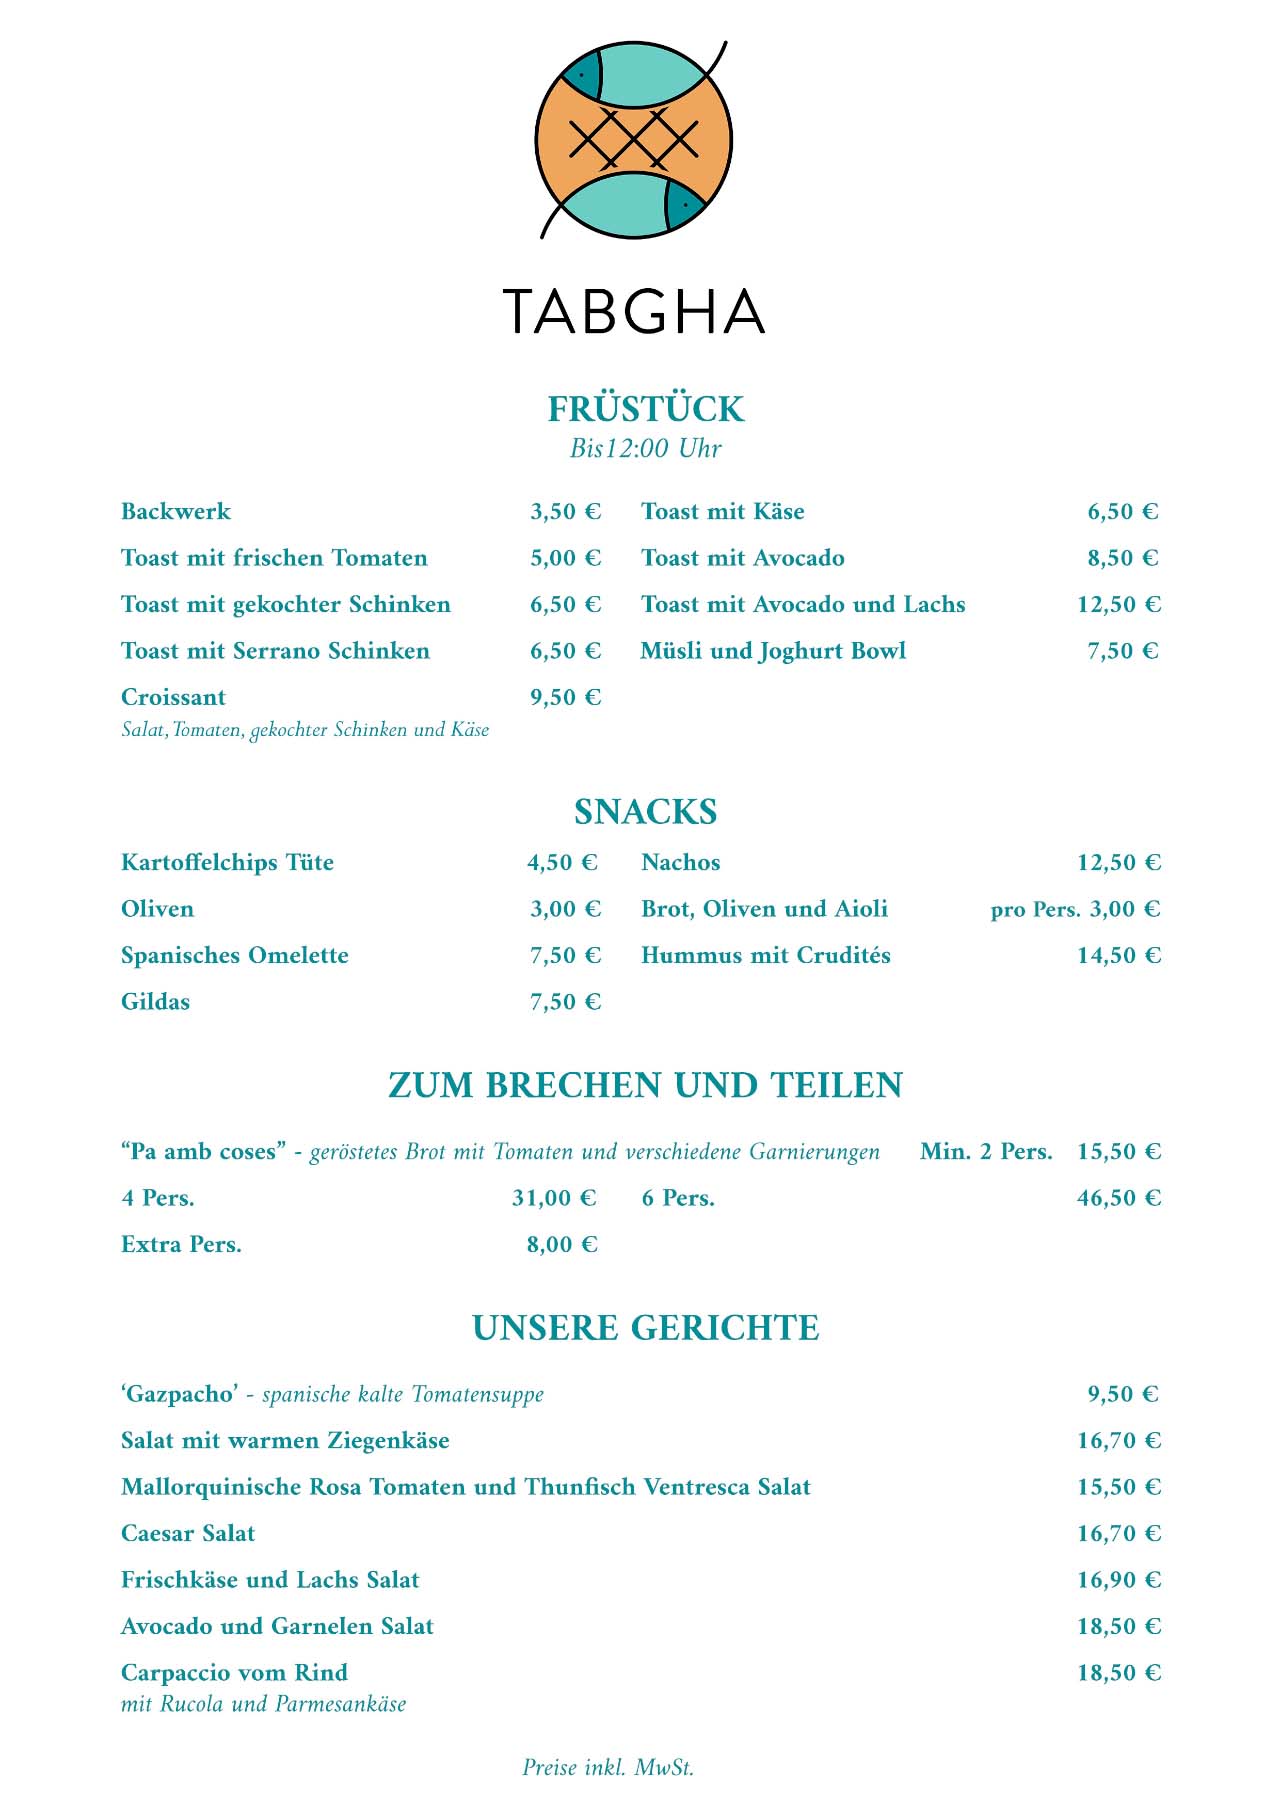 TABGHA
FRÜSTÜCK
Bis12:00 Uhr
Backwerk 3,50 € Toast mit Käse 6,50 €
Toast mit frischen Tomaten 5,00 € Toast mit Avocado 8,50 €
Toast mit gekochter Schinken 6,50 € Toast mit Avocado und Lachs 12,50 €
Toast mit Serrano Schinken 6,50 € Müsli und Joghurt Bowl 7,50 €
Croissant 9,50 €
Salat, Tomaten, gekochter Schinken und Käse
SNACKS
Kartoffelchips Tüte 4,50 € Nachos 12,50 €
Oliven 3,00 € Brot, Oliven und Aioli pro Pers. 3,00 €
Spanisches Omelette 7,50 € Hummus mit Crudités 14,50 €
Gildas 7,50 €
ZUM BRECHEN UND TEILEN
“Pa amb coses” - geröstetes Brot mit Tomaten und verschiedene Garnierungen Min. 2 Pers. 15,50 €
4 Pers. 31,00 € 6 Pers. 46,50 €
Extra Pers. 8,00 €
UNSERE GERICHTE
‘Gazpacho’ - spanische kalte Tomatensuppe 9,50 €
Salat mit warmen Ziegenkäse 16,70 €
Mallorquinische Rosa Tomaten und Thunfisch Ventresca Salat 15,50 €
Caesar Salat 16,70 €
Frischkäse und Lachs Salat 16,90 €
Avocado und Garnelen Salat 18,50 €
Carpaccio vom Rind 18,50 €
mit Rucola und Parmesankäse
Preise inkl. MwSt.